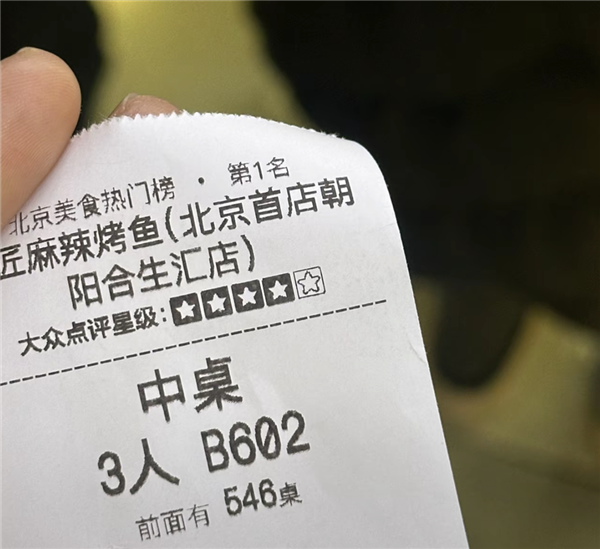 北京美食热门榜 · 第1名
匠麻辣烤鱼(北京首店朝
阳合生汇店)
大众点评星级:
中桌
3人 B602
前面有 546桌